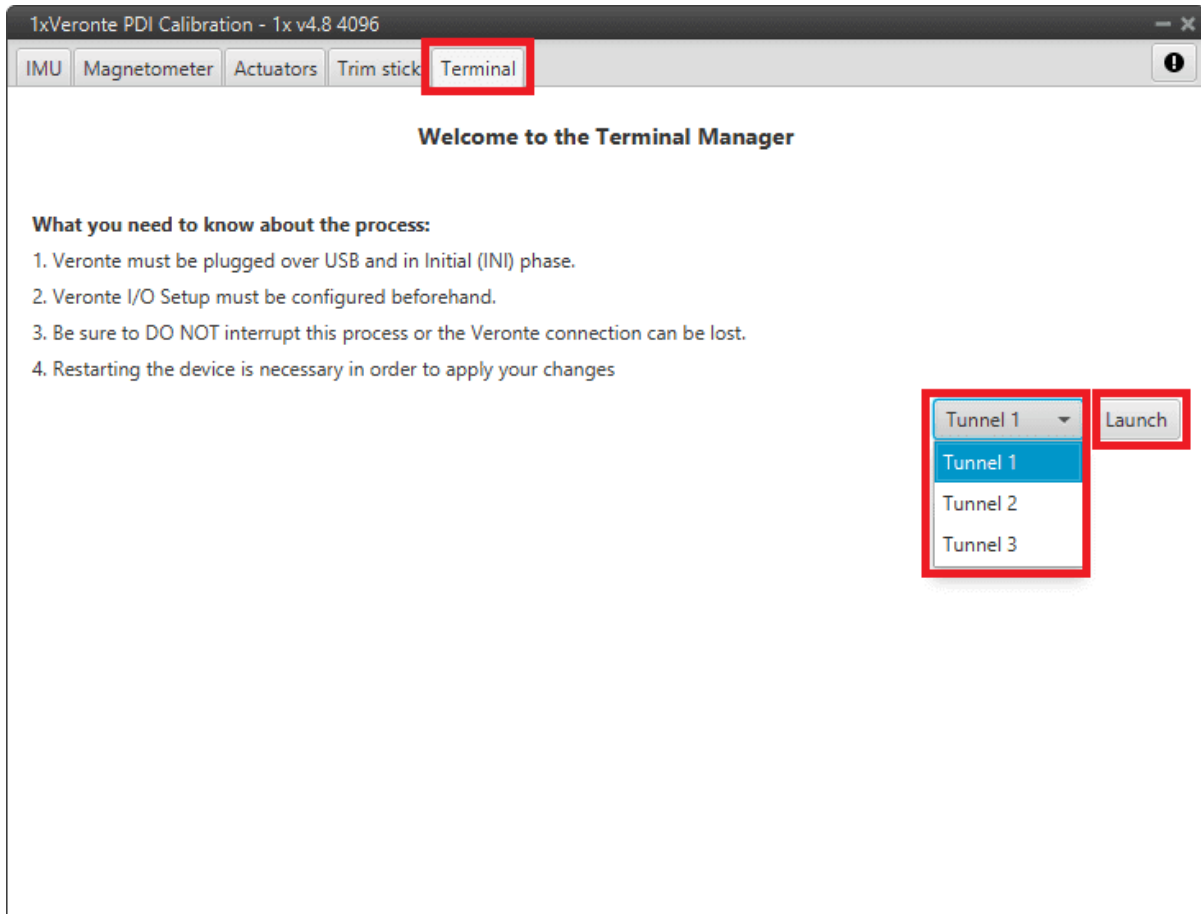 1xVeronte PDI Calibration - 1x v4.8 4096
IMU Magnetometer Actuators Trim stick Terminal
Welcome to the Terminal Manager
What you need to know about the process:
1. Veronte must be plugged over USB and in Initial (INI) phase.
2. Veronte I/O Setup must be configured beforehand.
3. Be sure to DO NOT interrupt this process or the Veronte connection can be lost.
4. Restarting the device is necessary in order to apply your changes
Tunnel 1 Launch
Tunnel 1
Tunnel 2
Tunnel 3